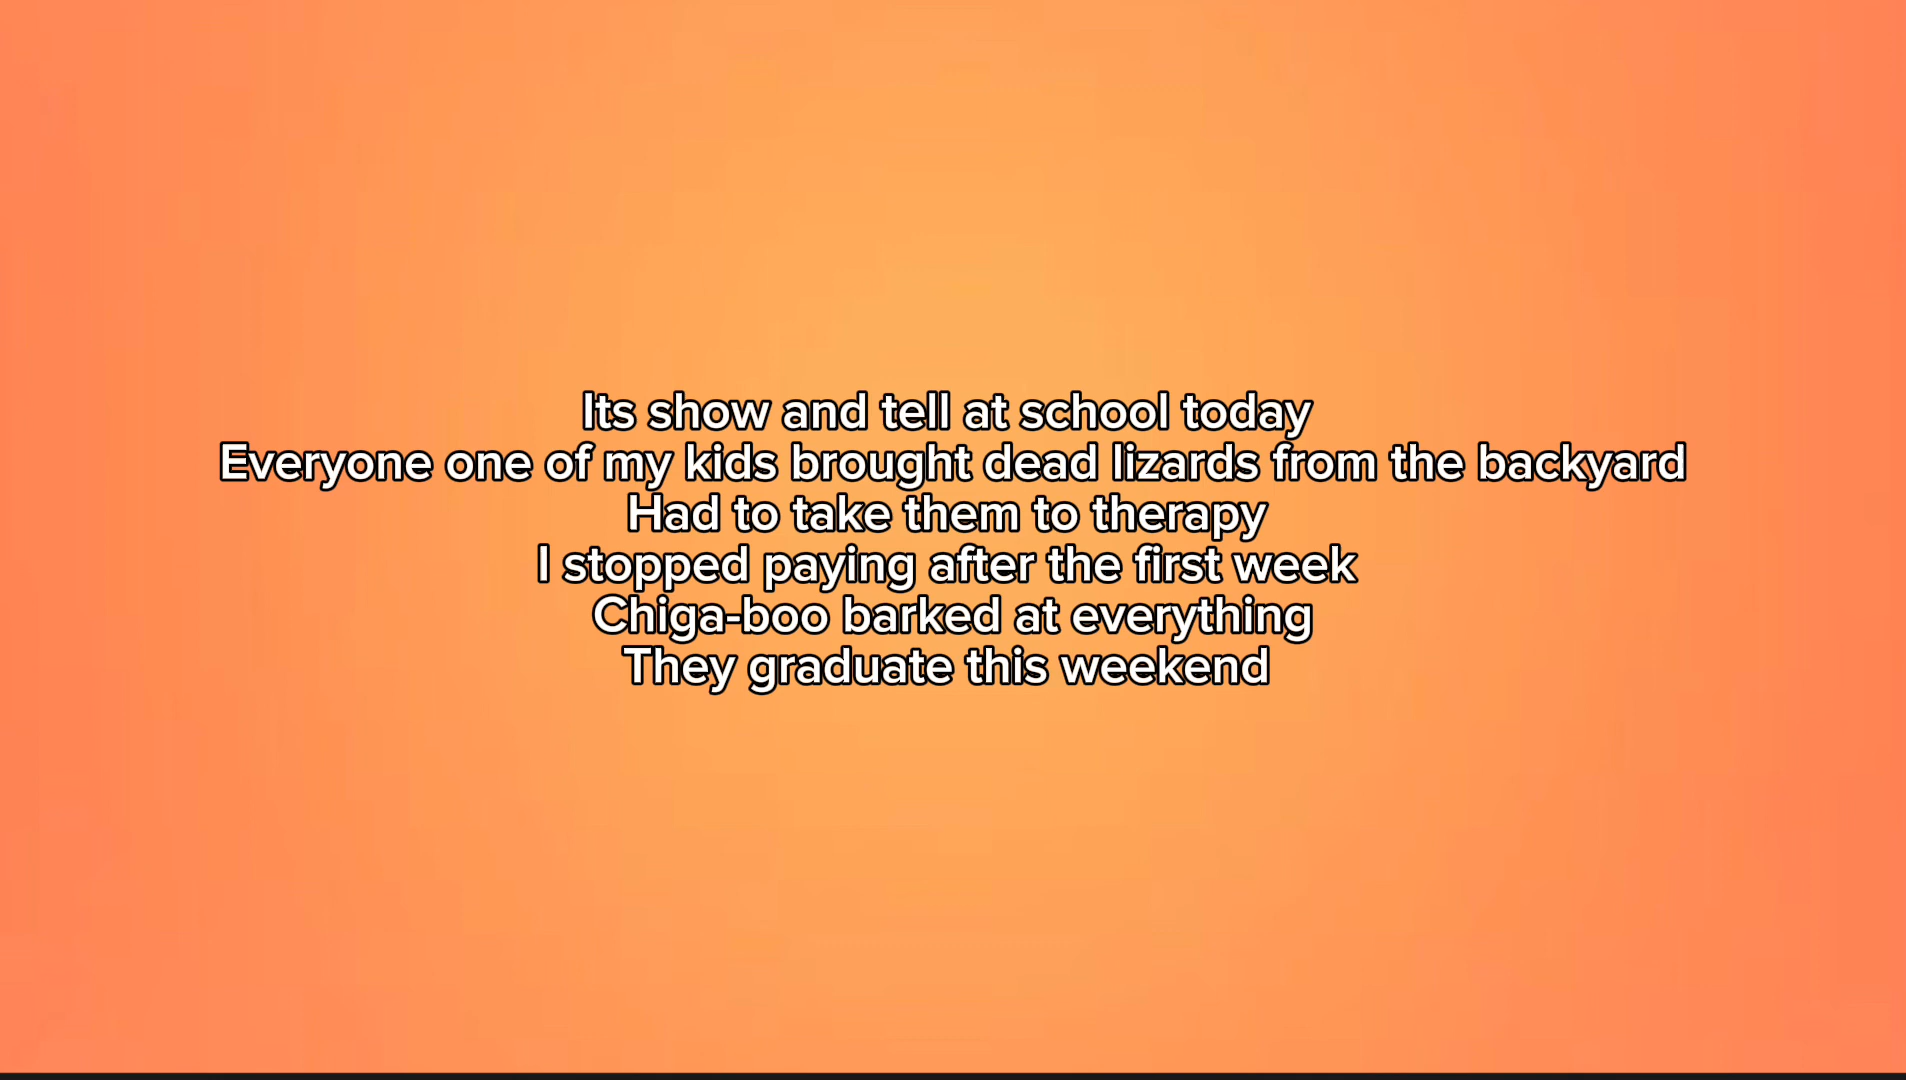 Its show and tell at school today
Everyone one of my kids brought dead lizards from the backyard
Had to take them to therapy
I stopped paying after the first week
Chiga-boo barked at everything
They graduate this weekend